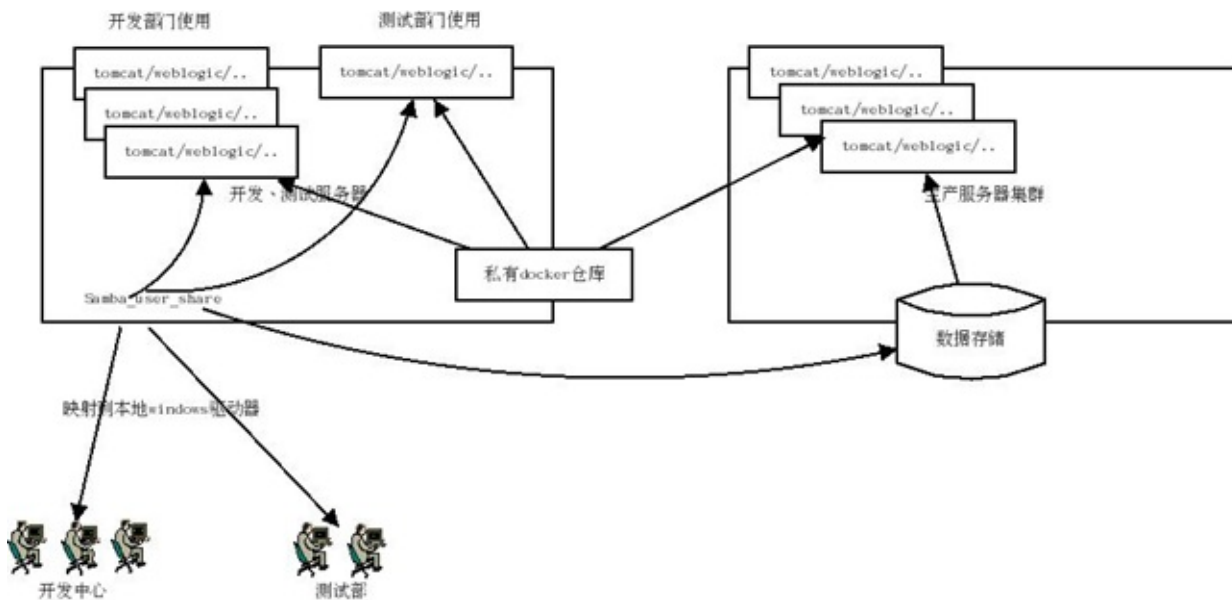 开发部门使用
测试部门使用
tomcat/weblogic/..
tomcat/weblogic/..
tomcat/weblogic/..
tomcat/weblogic/..
tomcat/weblogic/..
tomcat/weblogic/..
tomcat/weblogic/..
开发、测试服务器
生产服务器集群
私有docker仓库
Samba_user_share
数据存储
映射到本地windows驱动器
开发中心
测试部